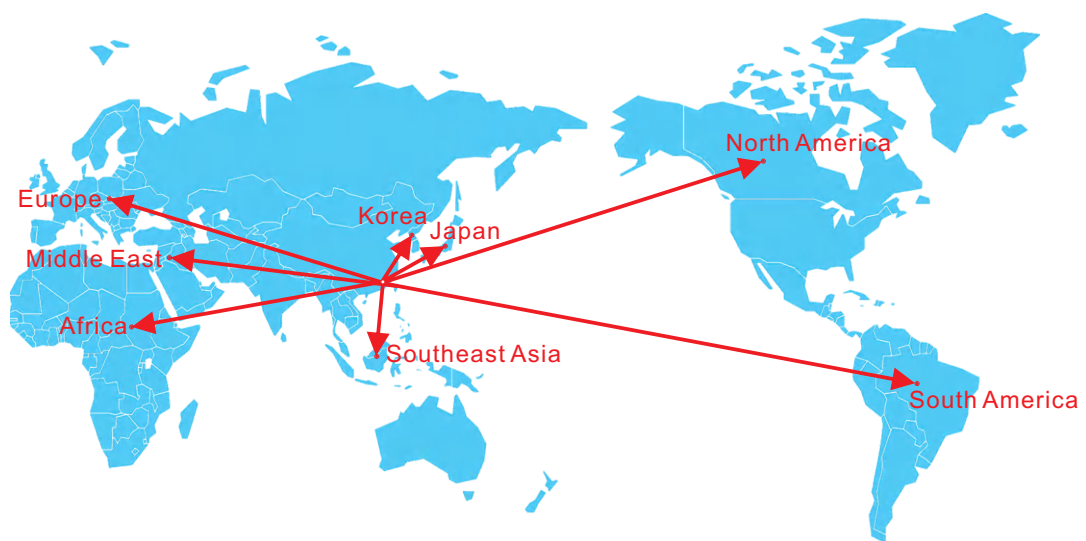 North America
Europe
Korea
Japan
Middle East
Africa
Southeast Asia
South America